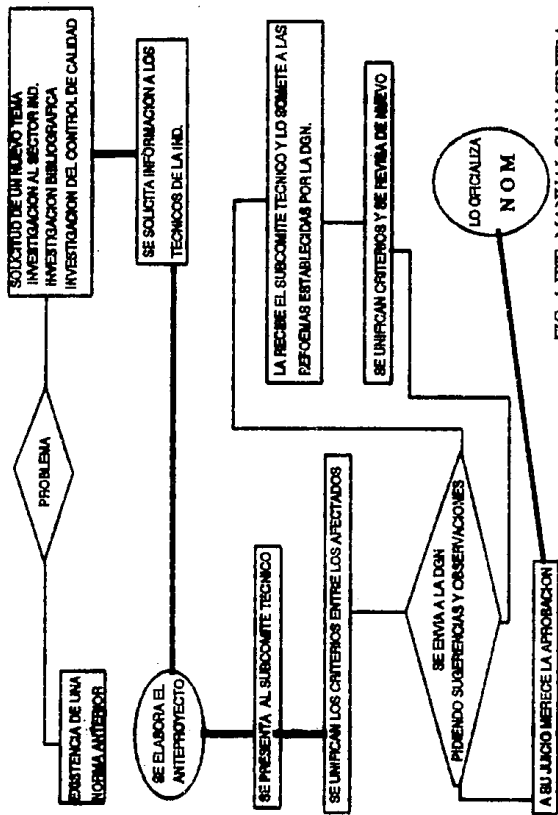 EXISTENCIA DE UNA
NORMA ANTERIOR
PROBLEMA
SOLICITUD DE UN NUEVO TEMA
INVESTIGACION AL SECTOR IND.
INVESTIGACION BIBLIOGRAFICA
INVESTIGACION DEL CONTROL DE CALIDAD
SE SOLICITA INFORMACION A LOS
TECNICOS DE LA IND.
SE ELABORA EL
ANTEPROYECTO
SE PRESENTA AL SUBCOMITE TECNICO
SE UNIFICAN LOS CRITERIOS ENTRE LOS AFECTADOS
SE ENVIA A LA DGN
PIDIENDO SUGERENCIAS Y OBSERVACIONES
LA RECIBE EL SUBCOMITE TECNICO Y LO SOMETE A LAS
REFOEMAS ESTABLECIDAS POR LA DGN.
SE UNIFICAN CRITERIOS Y SE REVISA DE NUEVO
A SU JUICIO MERECE LA APROBACION
LO OFICIALIZA
N O M